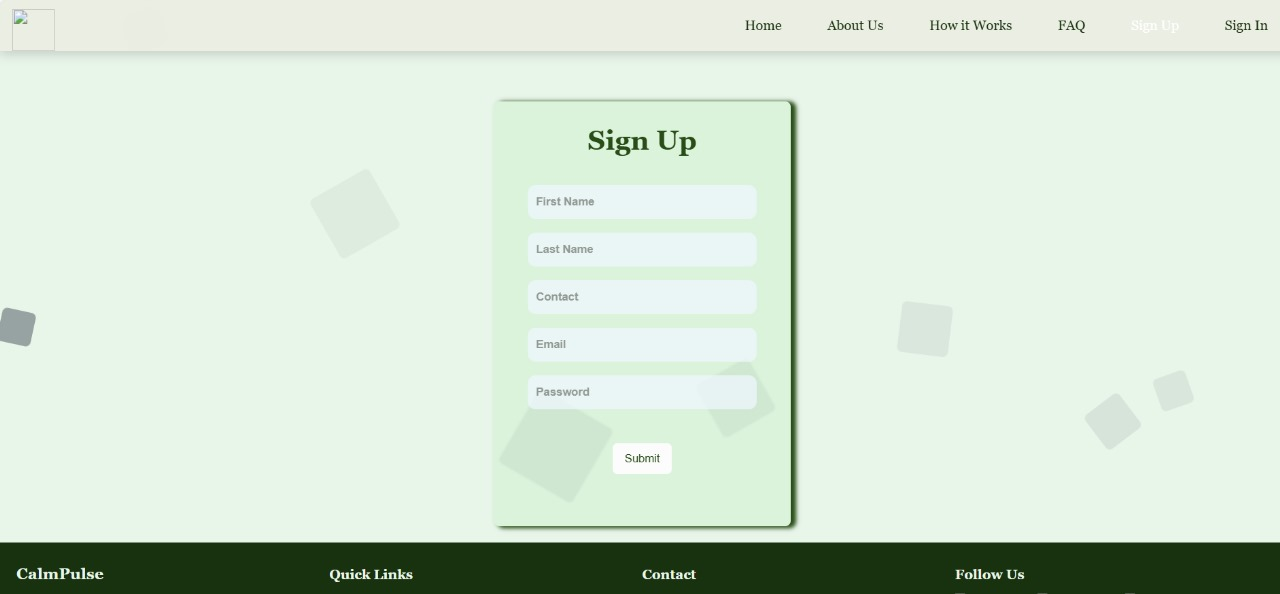 Home About Us How it Works FAQ Sign Up Sign In
Sign Up
First Name
Last Name
Contact
Email
Password
Submit
CalmPulse Quick Links Contact Follow Us